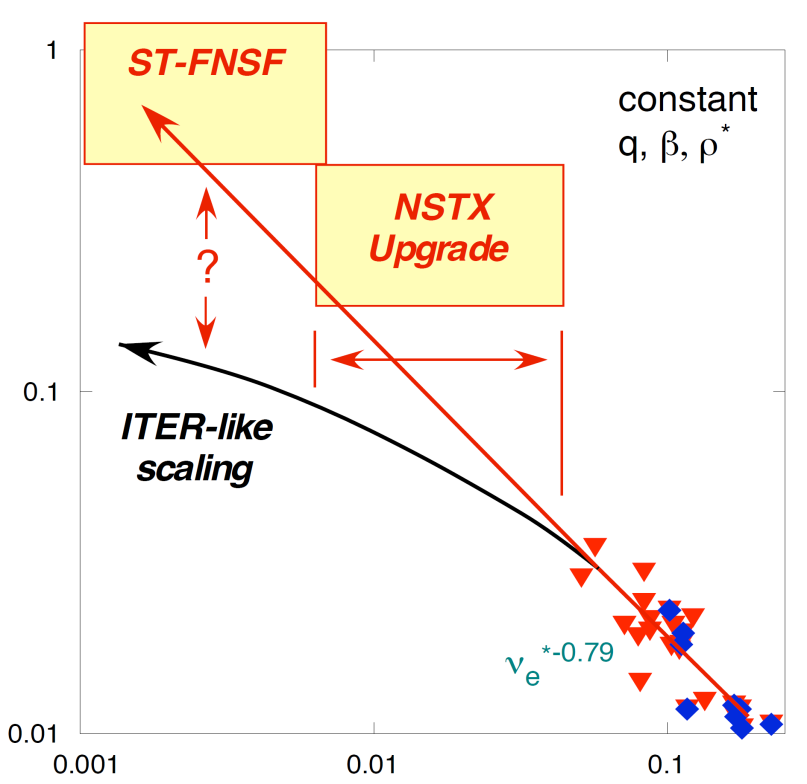 1
ST-FNSF
constant
q, β, ρ*
NSTX
Upgrade
?
0.1
ITER-like
scaling
νe*-0.79
0.01
0.001
0.01
0.1